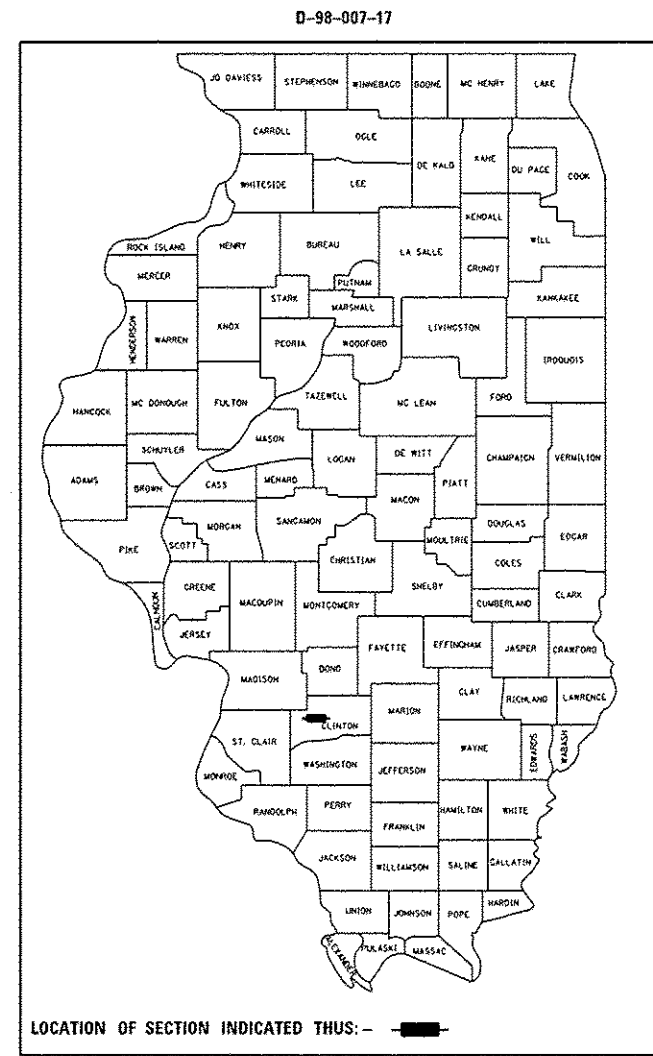 D-98-007-17
JO DAVIESS STEPHENSON WINNEBAGO BOONE MC HENRY LAKE
CARROLL OGLE DE KALB KANE DU PAGE COOK
WHITESIDE LEE KENDALL WILL
ROCK ISLAND HENRY BUREAU LA SALLE GRUNDY
MERCER PUTNAM KANKAKEE
STARK MARSHALL
HENDERSON WARREN KNOX PEORIA WOODFORD LIVINGSTON IROQUOIS
HANCOCK MC DONOUGH FULTON TAZEWELL MC LEAN FORD
SCHUYLER MASON LOGAN DE WITT CHAMPAIGN VERMILION
ADAMS BROWN CASS MENARD MACON PIATT
PIKE SCOTT MORGAN SANGAMON CHRISTIAN MOULTRIE DOUGLAS EDGAR
COLES
CALHOUN GREENE MACOUPIN MONTGOMERY SHELBY CUMBERLAND CLARK
JERSEY FAYETTE EFFINGHAM JASPER CRAWFORD
MADISON BOND CLAY RICHLAND LAWRENCE
CLINTON MARION
ST. CLAIR WAYNE EDWARDS WABASH
MONROE WASHINGTON JEFFERSON
RANDOLPH PERRY HAMILTON WHITE
FRANKLIN
JACKSON WILLIAMSON SALINE GALLATIN
UNION JOHNSON POPE HARDIN
ALEXANDER PULASKI MASSAC
LOCATION OF SECTION INDICATED THUS: -